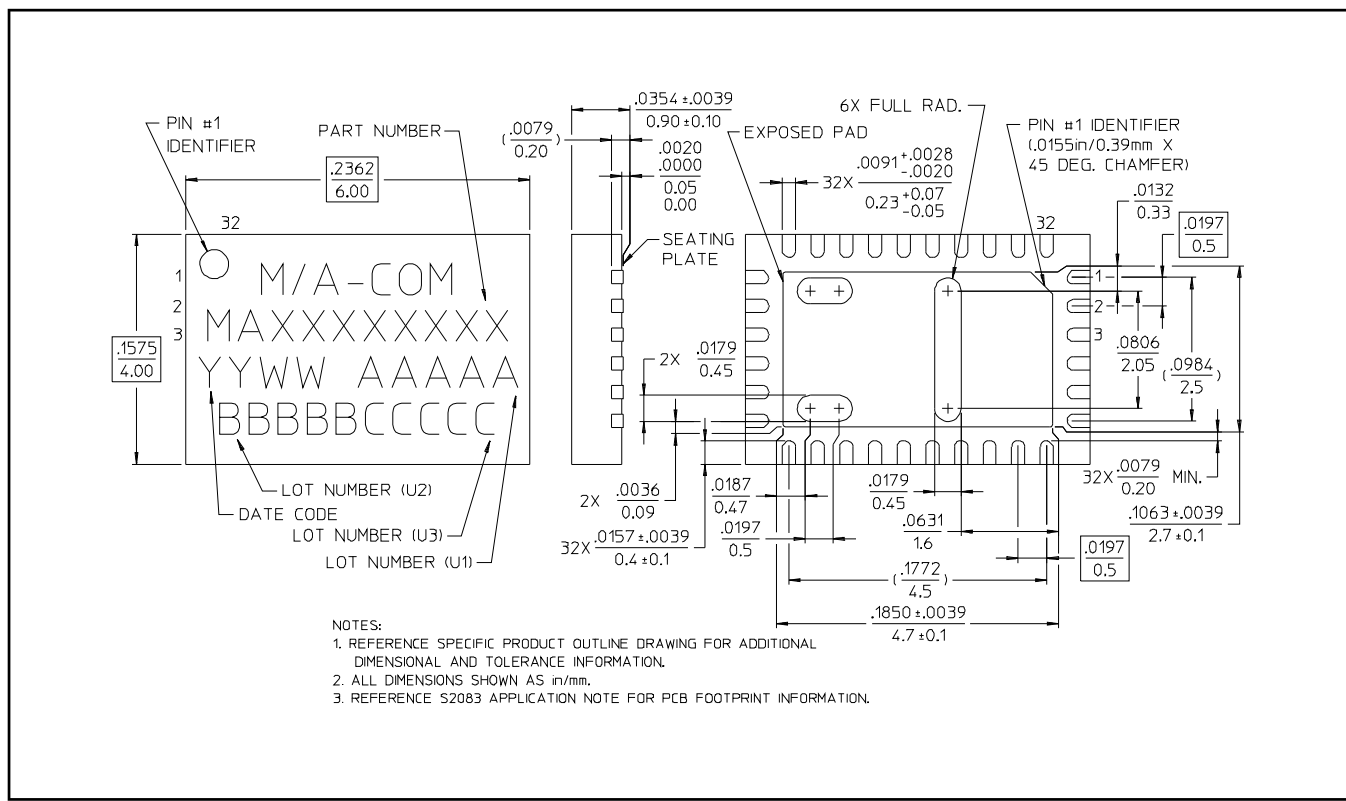 PIN #1
IDENTIFIER
PART NUMBER
.2362
6.00
32
1
2
3
.1575
4.00
M/A-COM
MAXXXXXXXXX
YYWW AAAAA
BBBBBCCCCC
LOT NUMBER (U2)
DATE CODE
LOT NUMBER (U3)
LOT NUMBER (U1)
.0354 ±.0039
0.90 ±0.10
( .0079 )
0.20
.0020
.0000
0.05
0.00
SEATING
PLATE
EXPOSED PAD
6X FULL RAD.
32X .0091 +.0028 -.0020
0.23 +0.07 -0.05
PIN #1 IDENTIFIER
(.0155in/0.39mm X
45 DEG. CHAMFER)
32
.0132
0.33
.0197
0.5
1
2
3
.0806
2.05
( .0984 )
2.5
2X .0179
0.45
2X .0036
0.09
32X .0157 ±.0039
0.4 ±0.1
.0187
0.47
.0197
0.5
.0179
0.45
.0631
1.6
32X .0079 MIN.
0.20
.1063 ±.0039
2.7 ±0.1
.0197
0.5
( .1772 )
4.5
.1850 ±.0039
4.7 ±0.1
NOTES:
1. REFERENCE SPECIFIC PRODUCT OUTLINE DRAWING FOR ADDITIONAL
DIMENSIONAL AND TOLERANCE INFORMATION.
2. ALL DIMENSIONS SHOWN AS in/mm.
3. REFERENCE S2083 APPLICATION NOTE FOR PCB FOOTPRINT INFORMATION.